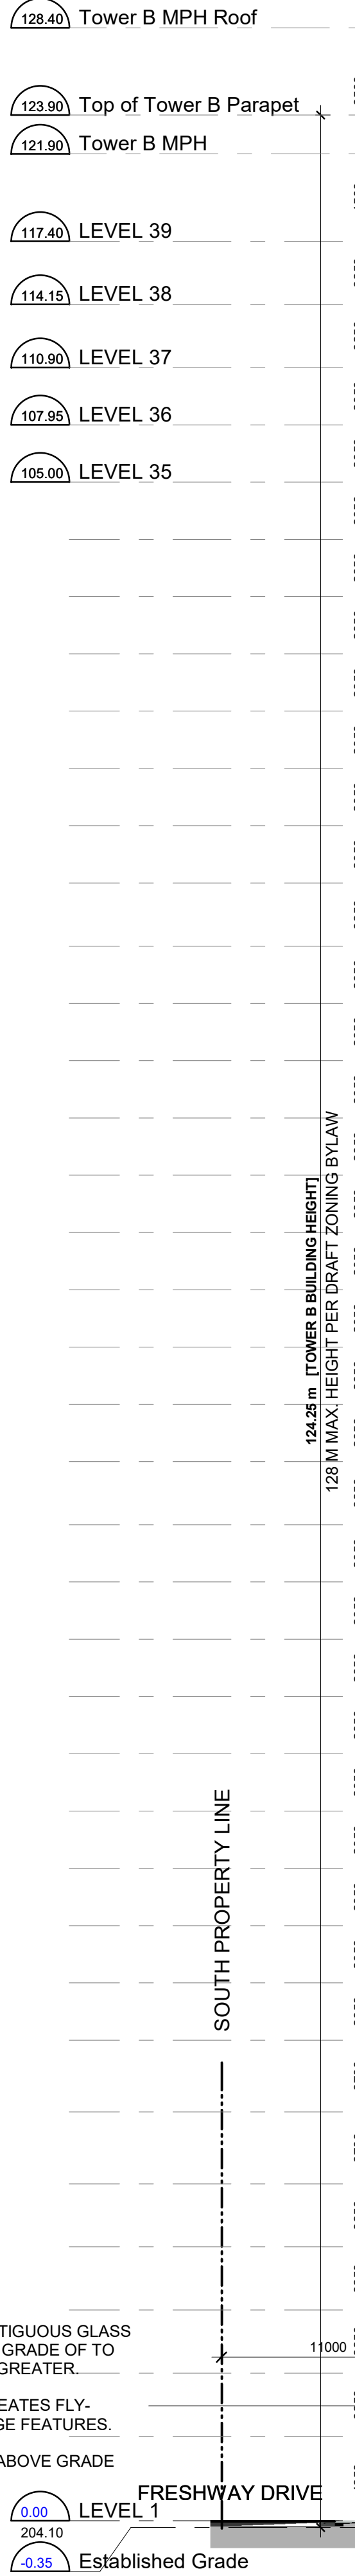 128.40 Tower B MPH Roof
123.90 Top of Tower B Parapet
121.90 Tower B MPH
117.40 LEVEL 39
114.15 LEVEL 38
110.90 LEVEL 37
107.95 LEVEL 36
105.00 LEVEL 35
124.25 m [TOWER B BUILDING HEIGHT]
128 M MAX. HEIGHT PER DRAFT ZONING BYLAW
SOUTH PROPERTY LINE
11000
TIGUOUS GLASS
GRADE OF TO
GREATER.
EATES FLY-
GE FEATURES.
ABOVE GRADE
FRESHWAY DRIVE
0.00 LEVEL 1
204.10
-0.35 Established Grade